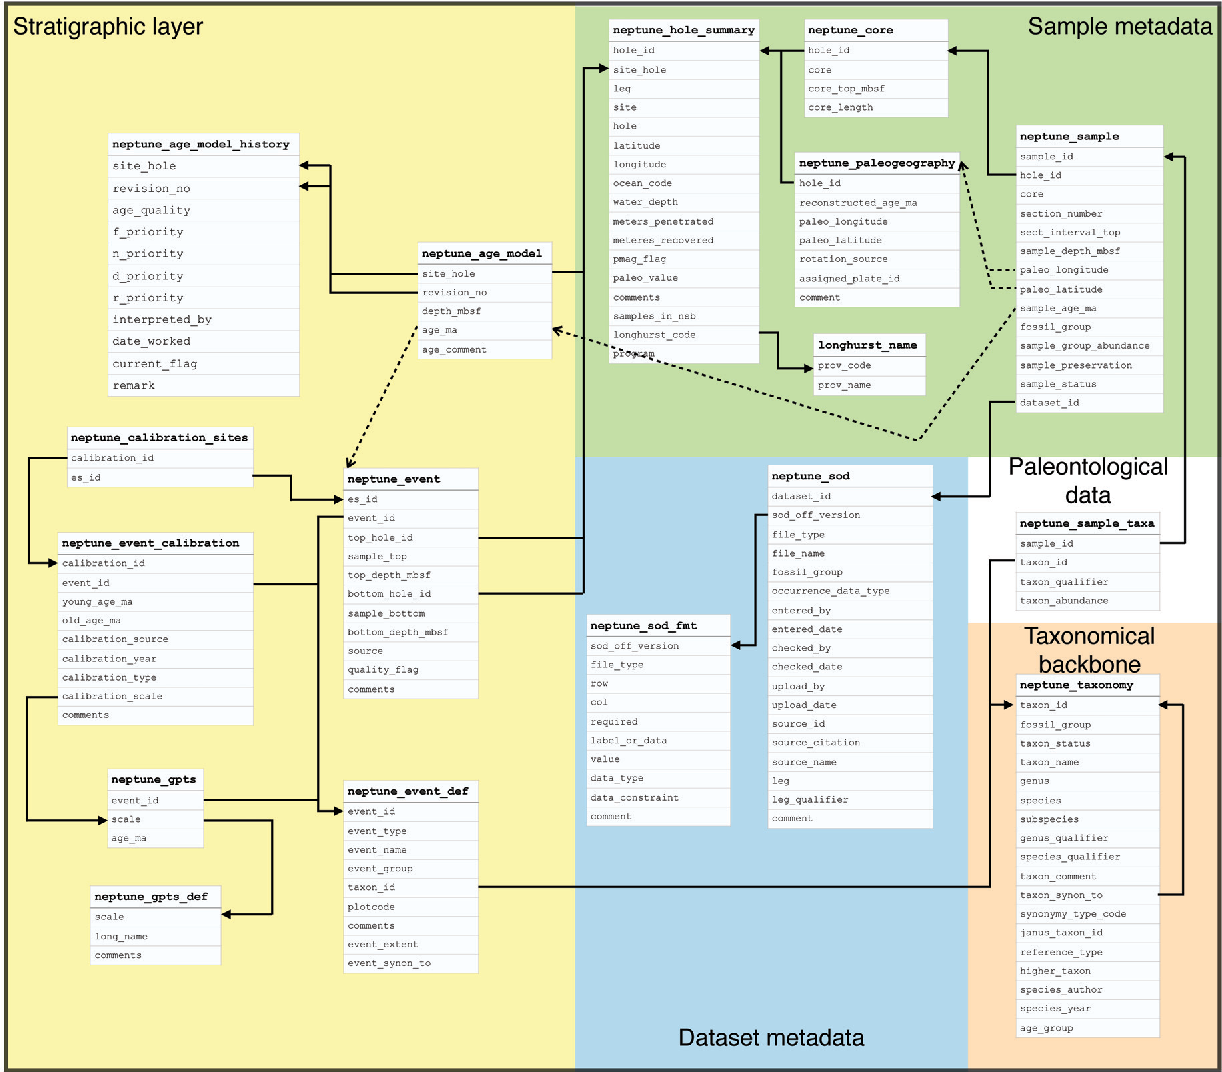 Stratigraphic layer
neptune_age_model_history
site_hole
revision_no
age_quality
f_priority
n_priority
d_priority
r_priority
interpreted_by
date_worked
current_flag
remark
neptune_age_model
site_hole
revision_no
depth_mbsf
age_ma
age_comment
neptune_calibration_sites
calibration_id
es_id
neptune_event
es_id
event_id
top_hole_id
sample_top
top_depth_mbsf
bottom_hole_id
sample_bottom
bottom_depth_mbsf
source
quality_flag
comments
neptune_event_calibration
calibration_id
event_id
young_age_ma
old_age_ma
calibration_source
calibration_year
calibration_type
calibration_scale
comments
neptune_gpts
event_id
scale
age_ma
neptune_gpts_def
scale
long_name
comments
neptune_event_def
event_id
event_type
event_name
event_group
taxon_id
plotcode
comments
event_extent
event_synon_to
Sample metadata
neptune_hole_summary
hole_id
site_hole
leg
site
hole
latitude
longitude
ocean_code
water_depth
meters_penetrated
meteres_recovered
pmag_flag
paleo_value
comments
samples_in_nsb
longhurst_code
program
neptune_core
hole_id
core
core_top_mbsf
core_length
neptune_paleogeography
hole_id
reconstructed_age_ma
paleo_longitude
paleo_latitude
rotation_source
assigned_plate_id
comment
longhurst_name
prov_code
prov_name
neptune_sample
sample_id
hole_id
core
section_number
sect_interval_top
sample_depth_mbsf
paleo_longitude
paleo_latitude
sample_age_ma
fossil_group
sample_group_abundance
sample_preservation
sample_status
dataset_id
neptune_sod
dataset_id
sod_off_version
file_type
file_name
fossil_group
occurrence_data_type
entered_by
entered_date
checked_by
checked_date
upload_by
upload_date
source_id
source_citation
source_name
leg
leg_qualifier
comment
neptune_sod_fmt
sod_off_version
file_type
row
col
required
label_or_data
value
data_type
data_constraint
comment
Dataset metadata
Paleontological
data
neptune_sample_taxa
sample_id
taxon_id
taxon_qualifier
taxon_abundance
Taxonomical
backbone
neptune_taxonomy
taxon_id
fossil_group
taxon_status
taxon_name
genus
species
subspecies
genus_qualifier
species_qualifier
taxon_comment
taxon_synon_to
synonymy_type_code
janus_taxon_id
reference_type
higher_taxon
species_author
species_year
age_group